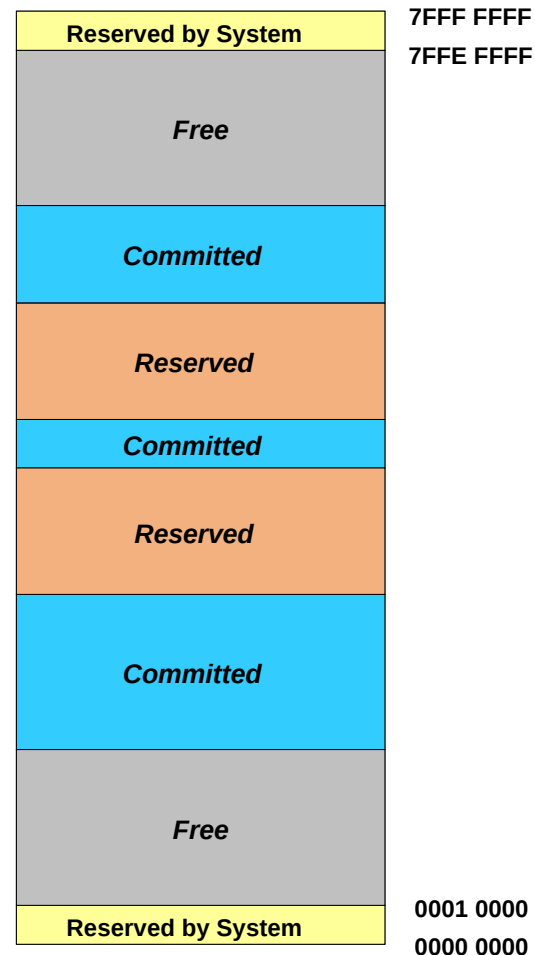 Reserved by System
7FFF FFFF
7FFE FFFF
Free
Committed
Reserved
Committed
Reserved
Committed
Free
0001 0000
Reserved by System
0000 0000